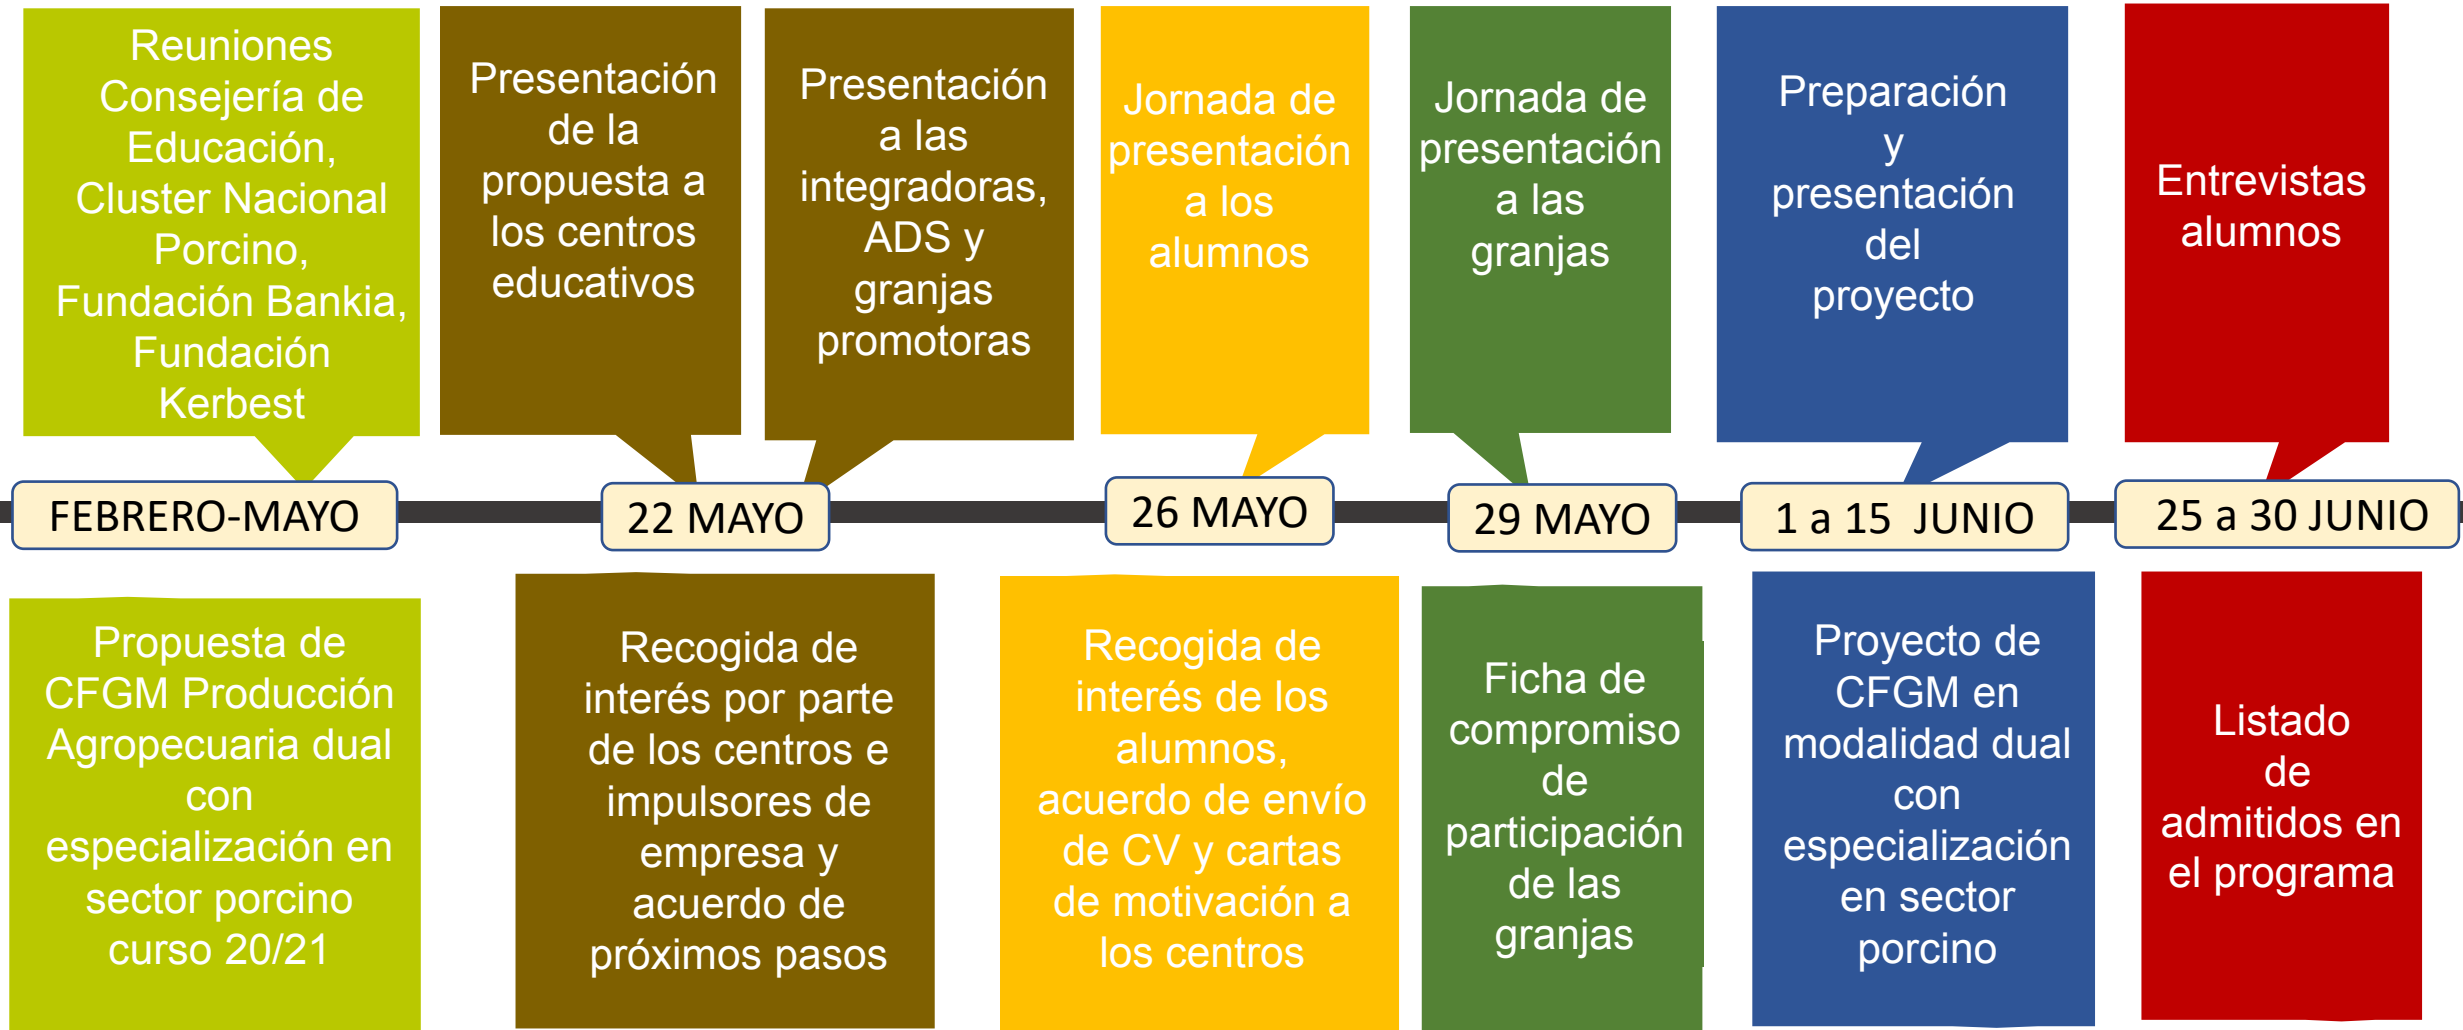 Reuniones
Consejería de
Educación,
Cluster Nacional
Porcino,
Fundación Bankia,
Fundación
Kerbest
Presentación
de la
propuesta a
los centros
educativos
Presentación
a las
integradoras,
ADS y
granjas
promotoras
Jornada de
presentación
a los
alumnos
Jornada de
presentación
a las
granjas
Preparación
y
presentación
del
proyecto
Entrevistas
alumnos
FEBRERO-MAYO
22 MAYO
26 MAYO
29 MAYO
1 a 15 JUNIO
25 a 30 JUNIO
Propuesta de
CFGM Producción
Agropecuaria dual
con
especialización en
sector porcino
curso 20/21
Recogida de
interés por parte
de los centros e
impulsores de
empresa y
acuerdo de
próximos pasos
Recogida de
interés de los
alumnos,
acuerdo de envío
de CV y cartas
de motivación a
los centros
Ficha de
compromiso
de
participación
de las
granjas
Proyecto de
CFGM en
modalidad dual
con
especialización
en sector
porcino
Listado
de
admitidos en
el programa